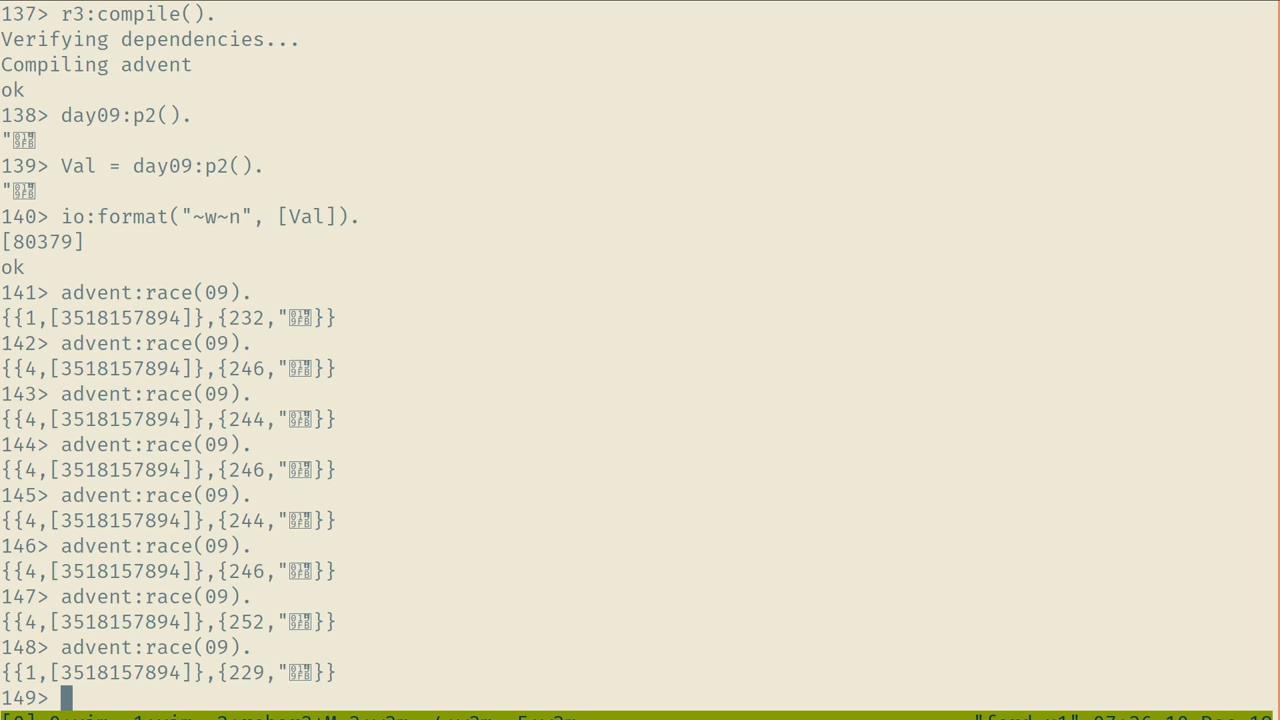 137> r3:compile().
Verifying dependencies...
Compiling advent
ok
138> day09:p2().
"
139> Val = day09:p2().
"
140> io:format("~w~n", [Val]).
[80379]
ok
141> advent:race(09).
{{1,[3518157894]},{232,"}}
142> advent:race(09).
{{4,[3518157894]},{246,"}}
143> advent:race(09).
{{4,[3518157894]},{244,"}}
144> advent:race(09).
{{4,[3518157894]},{246,"}}
145> advent:race(09).
{{4,[3518157894]},{244,"}}
146> advent:race(09).
{{4,[3518157894]},{246,"}}
147> advent:race(09).
{{4,[3518157894]},{252,"}}
148> advent:race(09).
{{1,[3518157894]},{229,"}}
149>